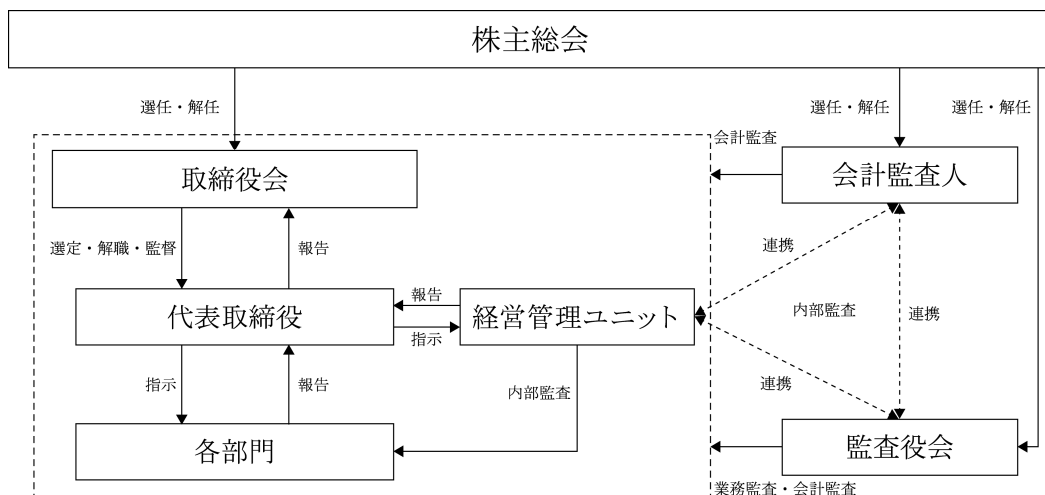 株主総会
選任・解任
選任・解任
選任・解任
会計監査
取締役会
会計監査人
選定・解職・監督
報告
連携
報告
代表取締役
経営管理ユニット
内部監査
連携
指示
指示
報告
内部監査
連携
各部門
監査役会
業務監査・会計監査